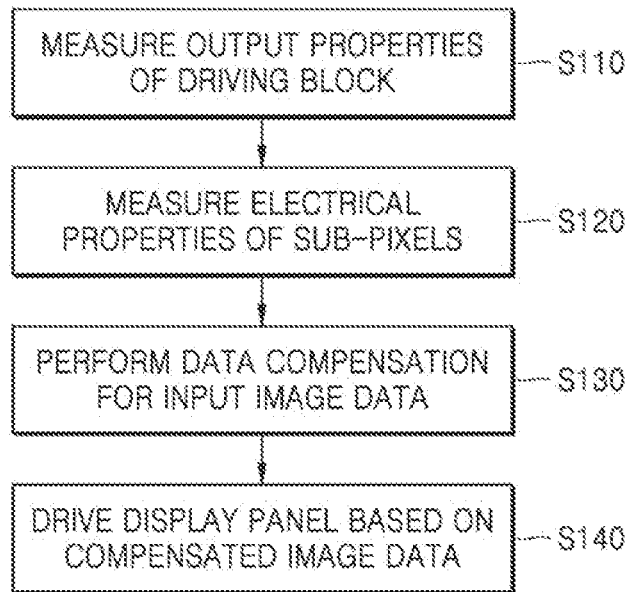 MEASURE OUTPUT PROPERTIES
OF DRIVING BLOCK
S110
MEASURE ELECTRICAL
PROPERTIES OF SUB-PIXELS
S120
PERFORM DATA COMPENSATION
FOR INPUT IMAGE DATA
S130
DRIVE DISPLAY PANEL BASED ON
COMPENSATED IMAGE DATA
S140